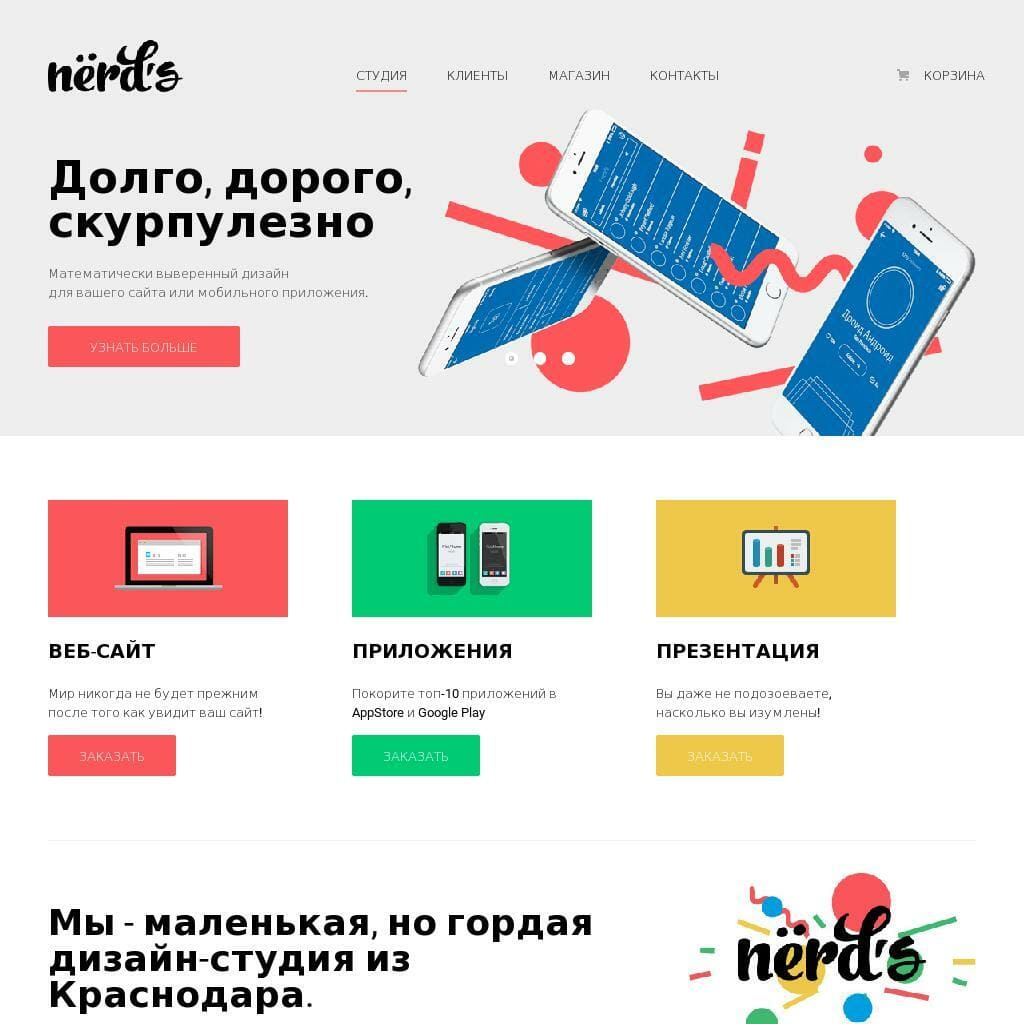 nërd's
СТУДИЯ
КЛИЕНТЫ
МАГАЗИН
КОНТАКТЫ
КОРЗИНА
Долго, дорого,
скурпулезно
Математически выверенный дизайн
для вашего сайта или мобильного приложения.
УЗНАТЬ БОЛЬШЕ
Дроид Андроид
ВЕБ-САЙТ
Мир никогда не будет прежним
после того как увидит ваш сайт!
ЗАКАЗАТЬ
ПРИЛОЖЕНИЯ
Покорите топ-10 приложений в
AppStore и Google Play
ЗАКАЗАТЬ
ПРЕЗЕНТАЦИЯ
Вы даже не подозоеваете,
насколько вы изумлены!
ЗАКАЗАТЬ
Мы - маленькая, но гордая
дизайн-студия из
Краснодара.
nërd's